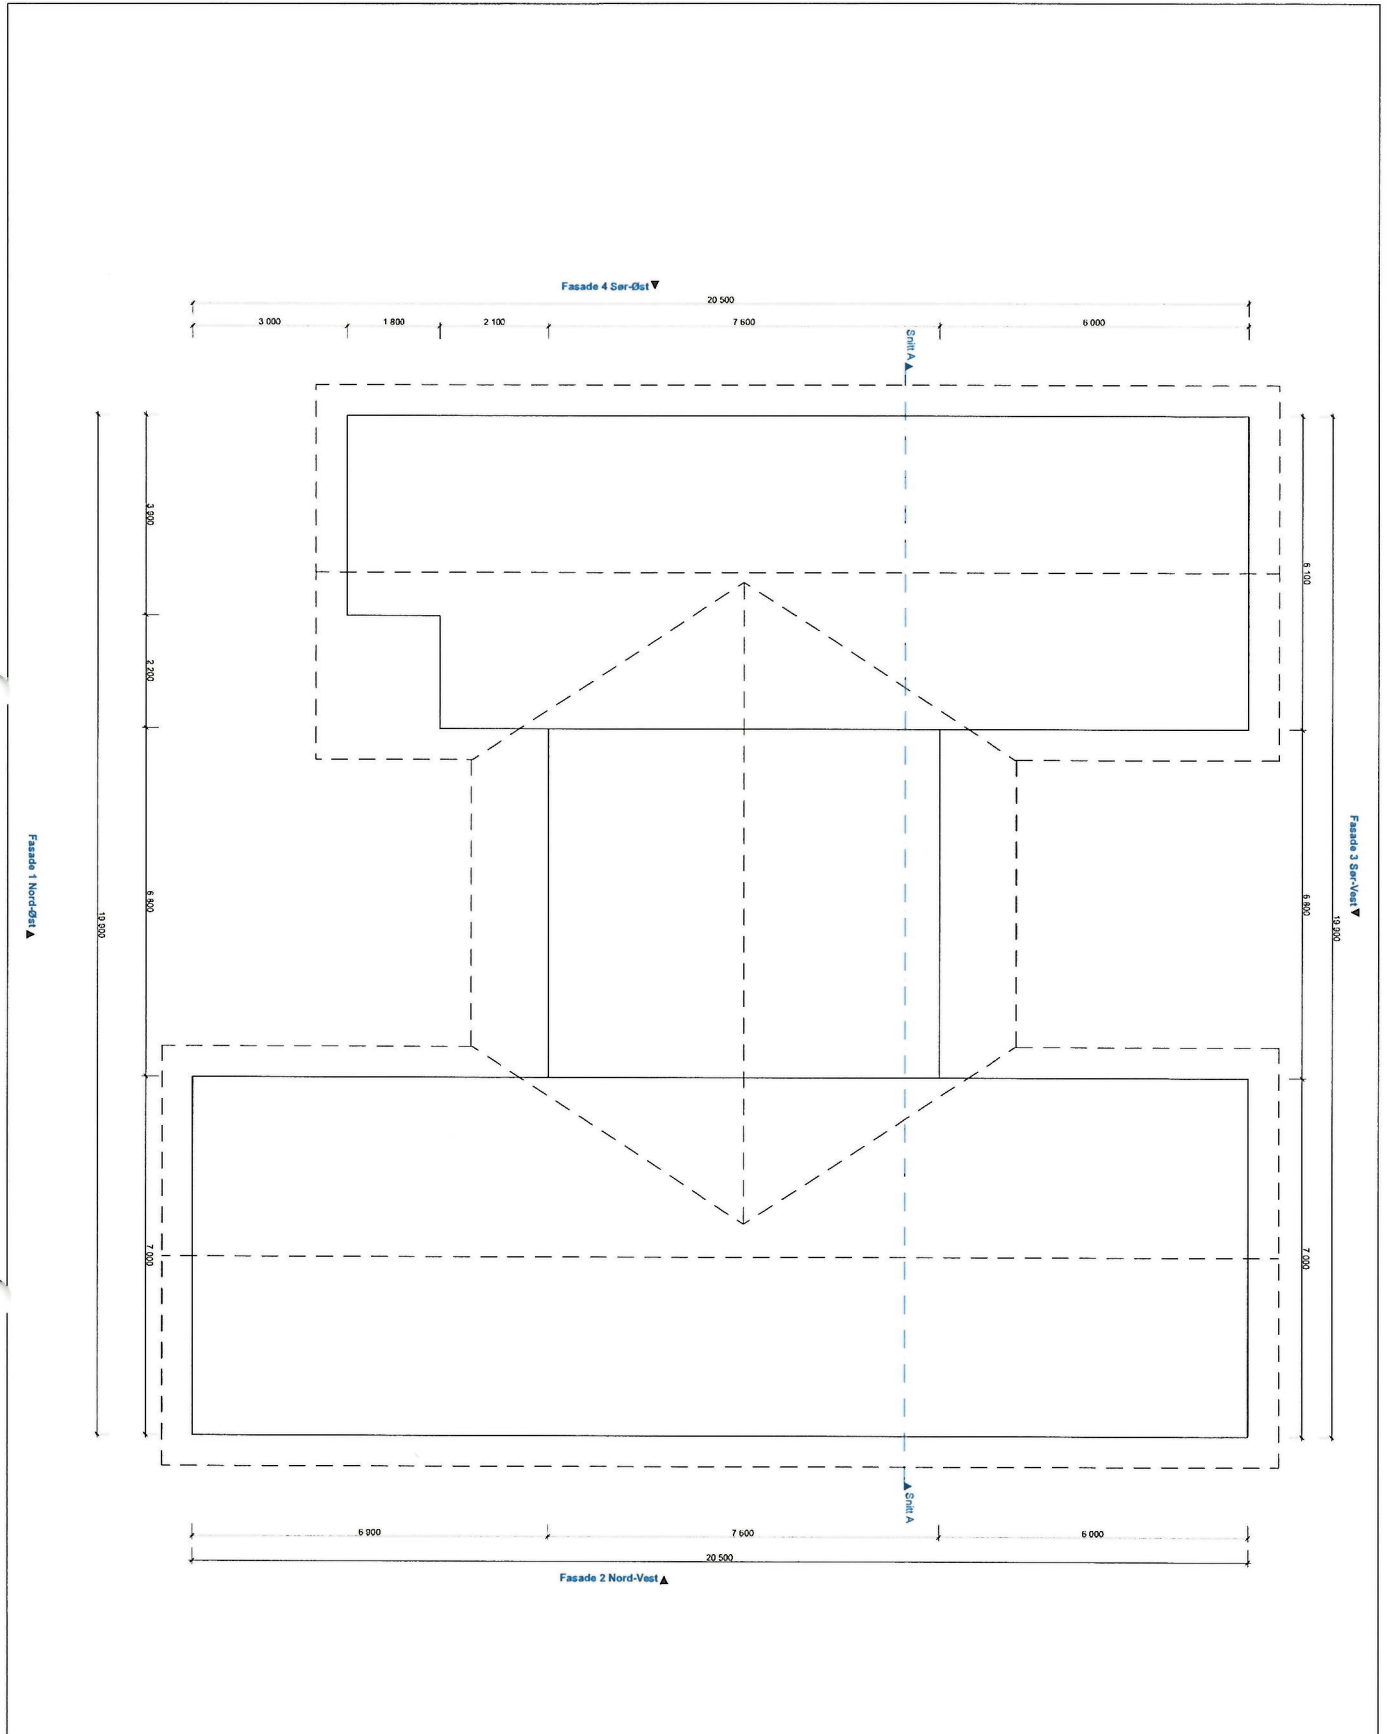 Fasade 4 Sør-Øst
20 500
3 000 1 800 2 100 7 600 6 000
Snitt A
3 900
2 200
6 800
7 000
19 900
Fasade 1 Nord-Øst
6 100
6 800
7 000
19 900
Fasade 3 Sør-Vest
Snitt A
6 900 7 600 6 000
20 500
Fasade 2 Nord-Vest